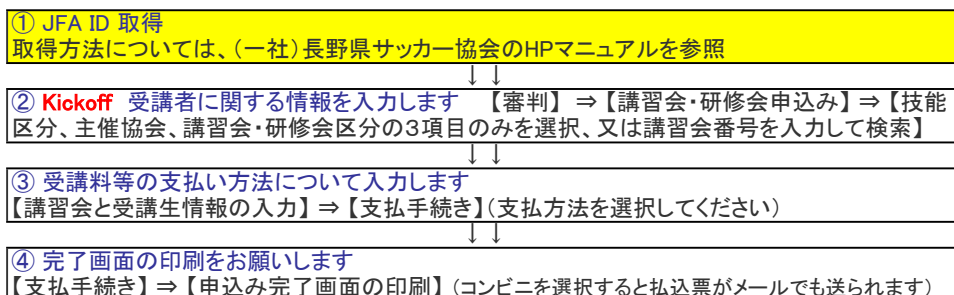 ① JFA ID 取得
取得方法については、（一社）長野県サッカー協会のHPマニュアルを参照
↓ ↓
② Kickoff 受講者に関する情報を入力します 【審判】 ⇒【講習会・研修会申込み】⇒【技能
区分、主催協会、講習会・研修会区分の３項目のみを選択、又は講習会番号を入力して検索】
↓ ↓
③ 受講料等の支払い方法について入力します
【講習会と受講生情報の入力】 ⇒ 【支払手続き】（支払方法を選択してください）
↓ ↓
④ 完了画面の印刷をお願いします
【支払手続き】 ⇒ 【申込み完了画面の印刷】 （コンビニを選択すると払込票がメールでも送られます）